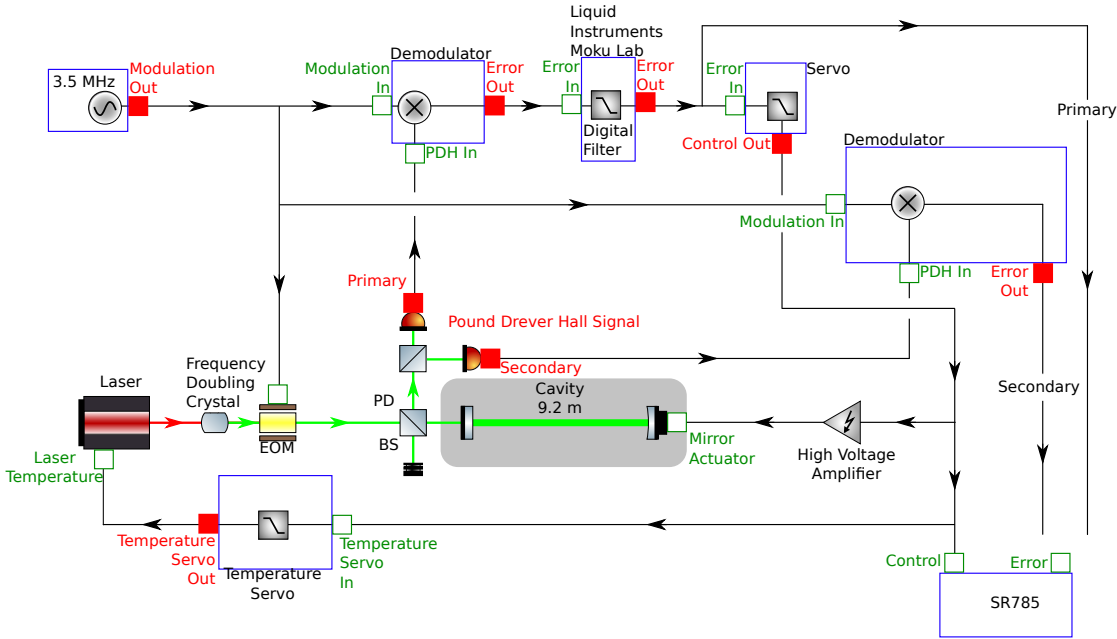 3.5 MHz
Modulation
Out
Modulation
In
Demodulator
Error
Out
PDH In
Liquid
Instruments
Moku Lab
Error
In
Error
Out
Digital
Filter
Error
In
Servo
Control Out
Primary
Demodulator
Modulation In
PDH In
Error
Out
Primary
Pound Drever Hall Signal
Secondary
Secondary
Laser
Frequency
Doubling
Crystal
EOM
PD
BS
Cavity
9.2 m
Mirror
Actuator
High Voltage
Amplifier
Laser
Temperature
Temperature
Servo
Out
Temperature
Servo
Temperature
Servo
In
Control
Error
SR785